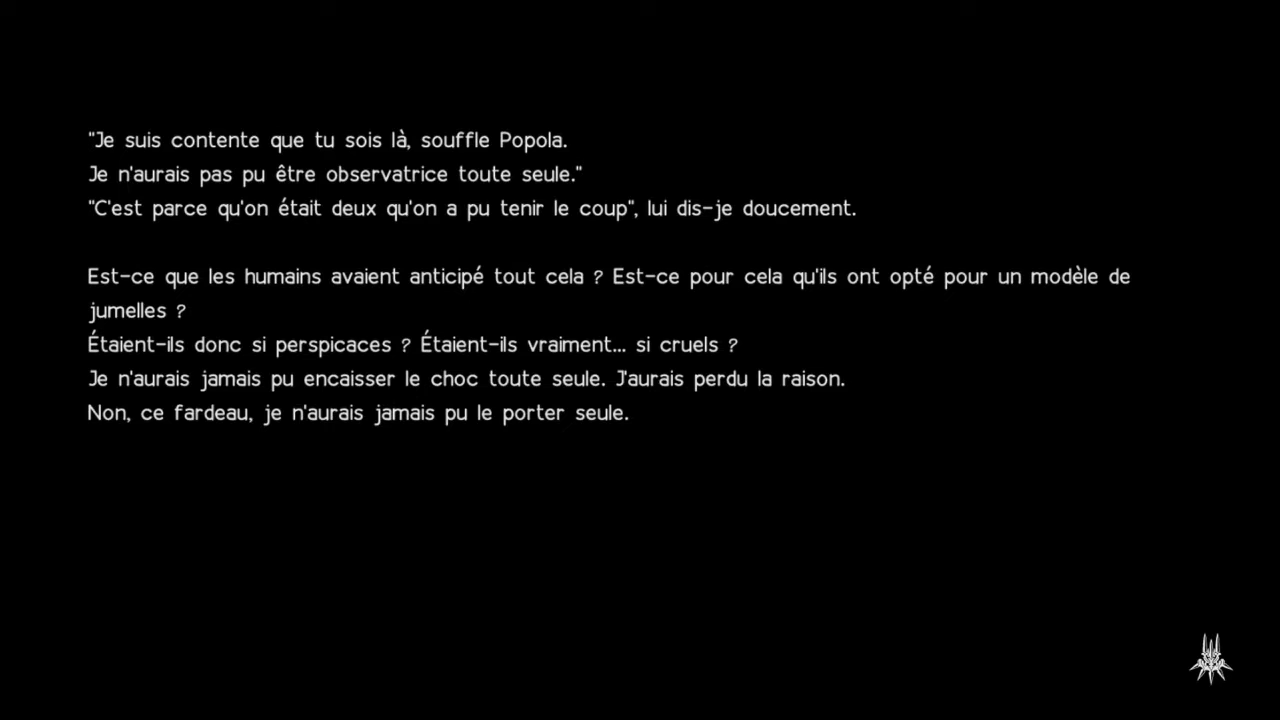 "Je suis contente que tu sois là, souffle Popola.
Je n'aurais pas pu être observatrice toute seule."
"C'est parce qu'on était deux qu'on a pu tenir le coup", lui dis-je doucement.
Est-ce que les humains avaient anticipé tout cela ? Est-ce pour cela qu'ils ont opté pour un modèle de
jumelles ?
Étaient-ils donc si perspicaces ? Étaient-ils vraiment... si cruels ?
Je n'aurais jamais pu encaisser le choc toute seule. J'aurais perdu la raison.
Non, ce fardeau, je n'aurais jamais pu le porter seule.